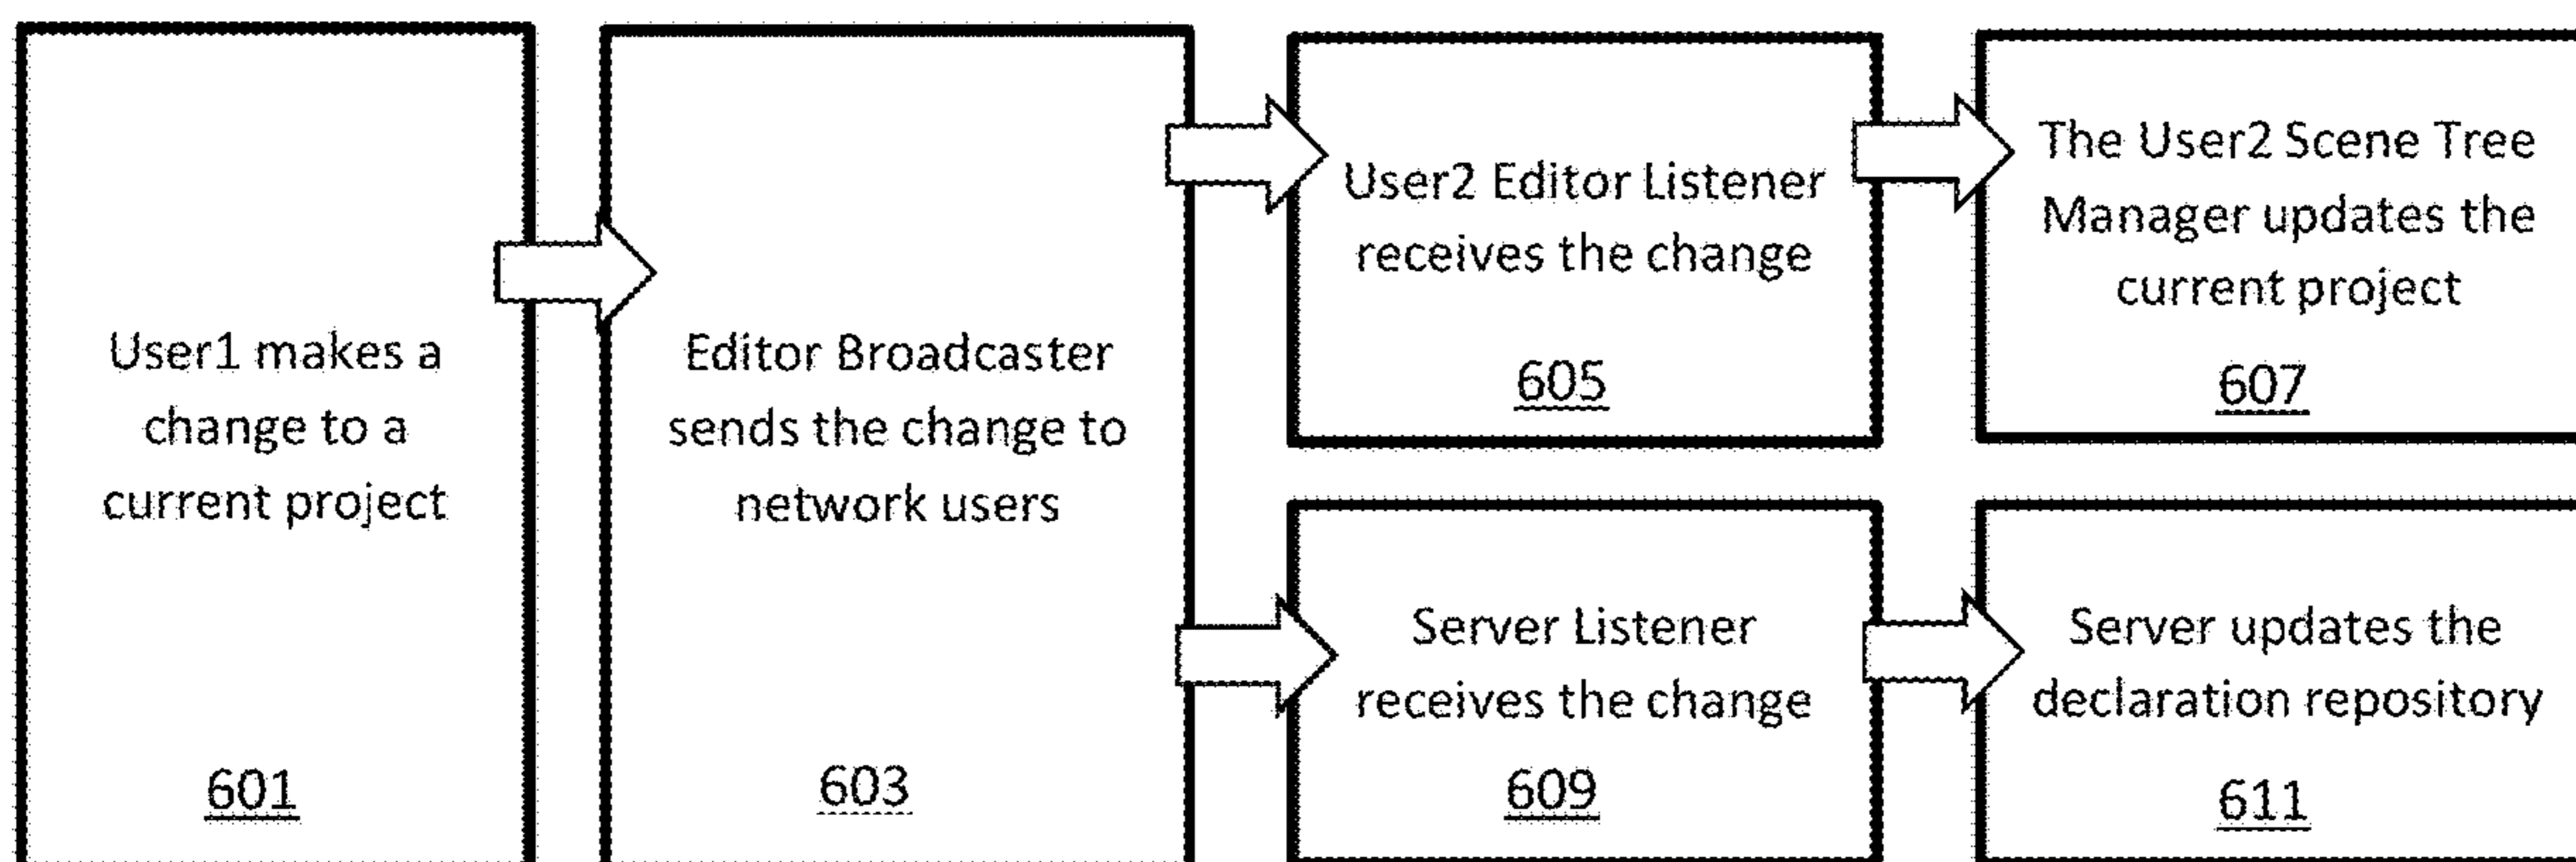 User1 makes a
change to a
current project
601
Editor Broadcaster
sends the change to
network users
603
User2 Editor Listener
receives the change
605
The User2 Scene Tree
Manager updates the
current project
607
Server Listener
receives the change
609
Server updates the
declaration repository
611